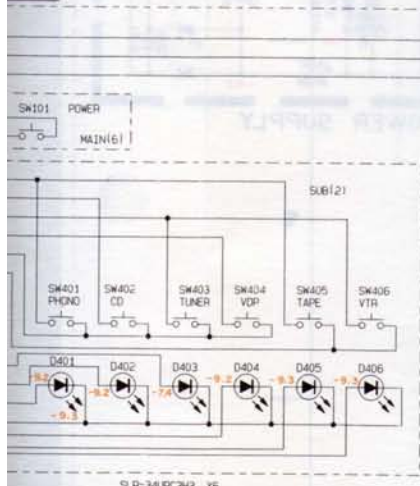 SW101 POWER
MAIN(6)
SUB(2)
SW401 SW402 SW403 SW404 SW405 SW406
PHONO CD TUNER VDP TAPE VTR
D401 D402 D403 D404 D405 D406
-9.2 -9.2 -7.4 -9.2 -9.3 -9.3
-9.3